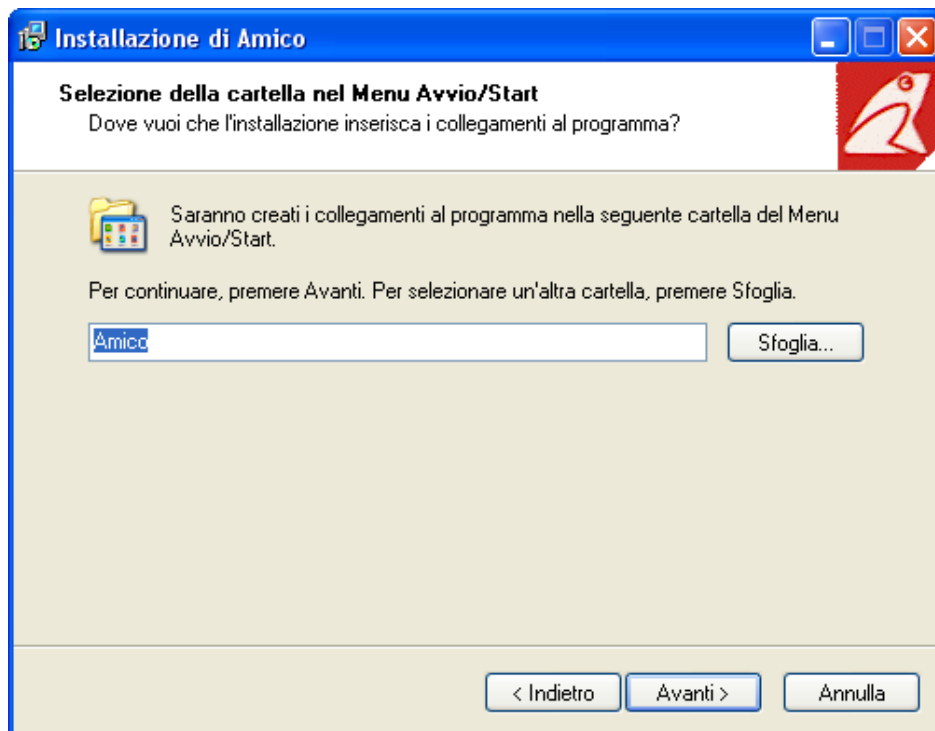 Installazione di Amico
Selezione della cartella nel Menu Avvio/Start
Dove vuoi che l'installazione inserisca i collegamenti al programma?
Saranno creati i collegamenti al programma nella seguente cartella del Menu
Avvio/Start.
Per continuare, premere Avanti. Per selezionare un'altra cartella, premere Sfoglia.
Amico
Sfoglia...
< Indietro
Avanti >
Annulla